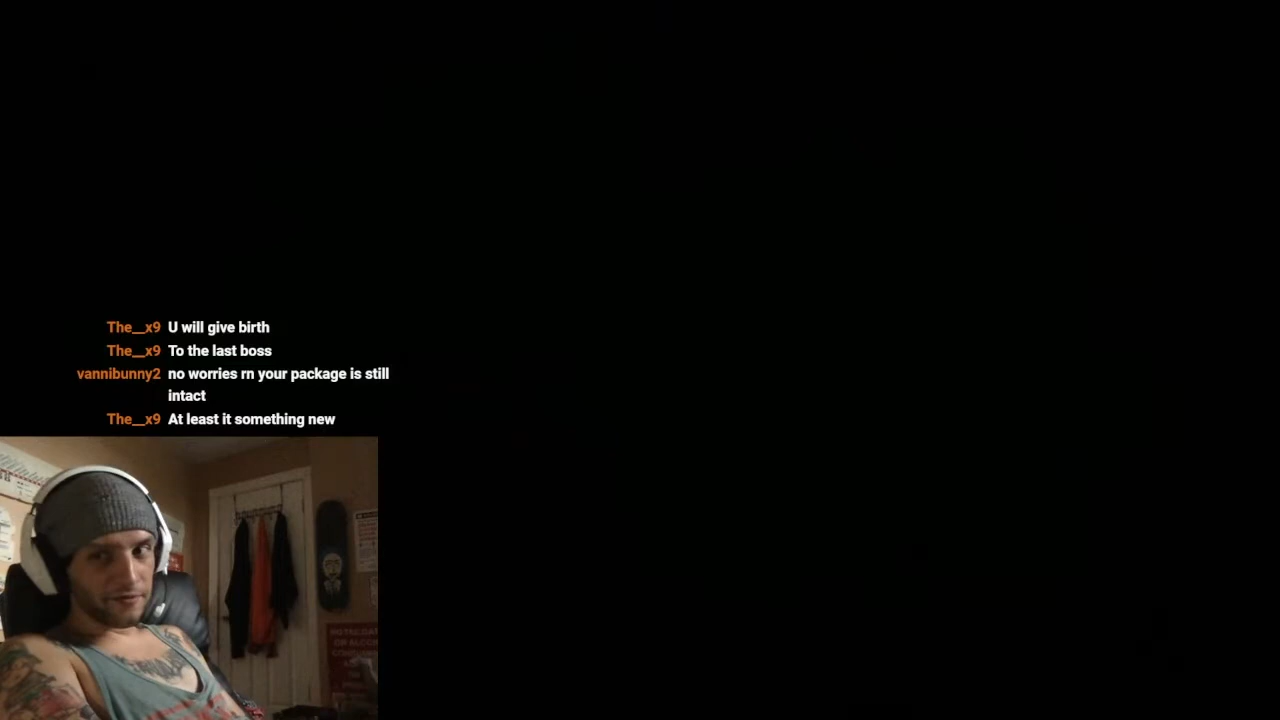 The__x9 U will give birth
The__x9 To the last boss
vannibunny2 no worries rn your package is still
intact
The__x9 At least it something new